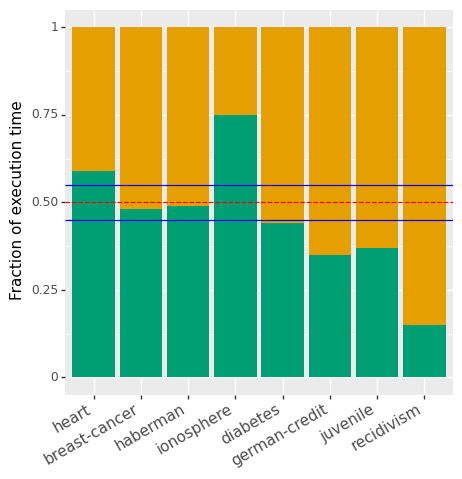 Fraction of execution time
1
0.75
0.50
0.25
0
heart
breast-cancer
haberman
ionosphere
diabetes
german-credit
juvenile
recidivism